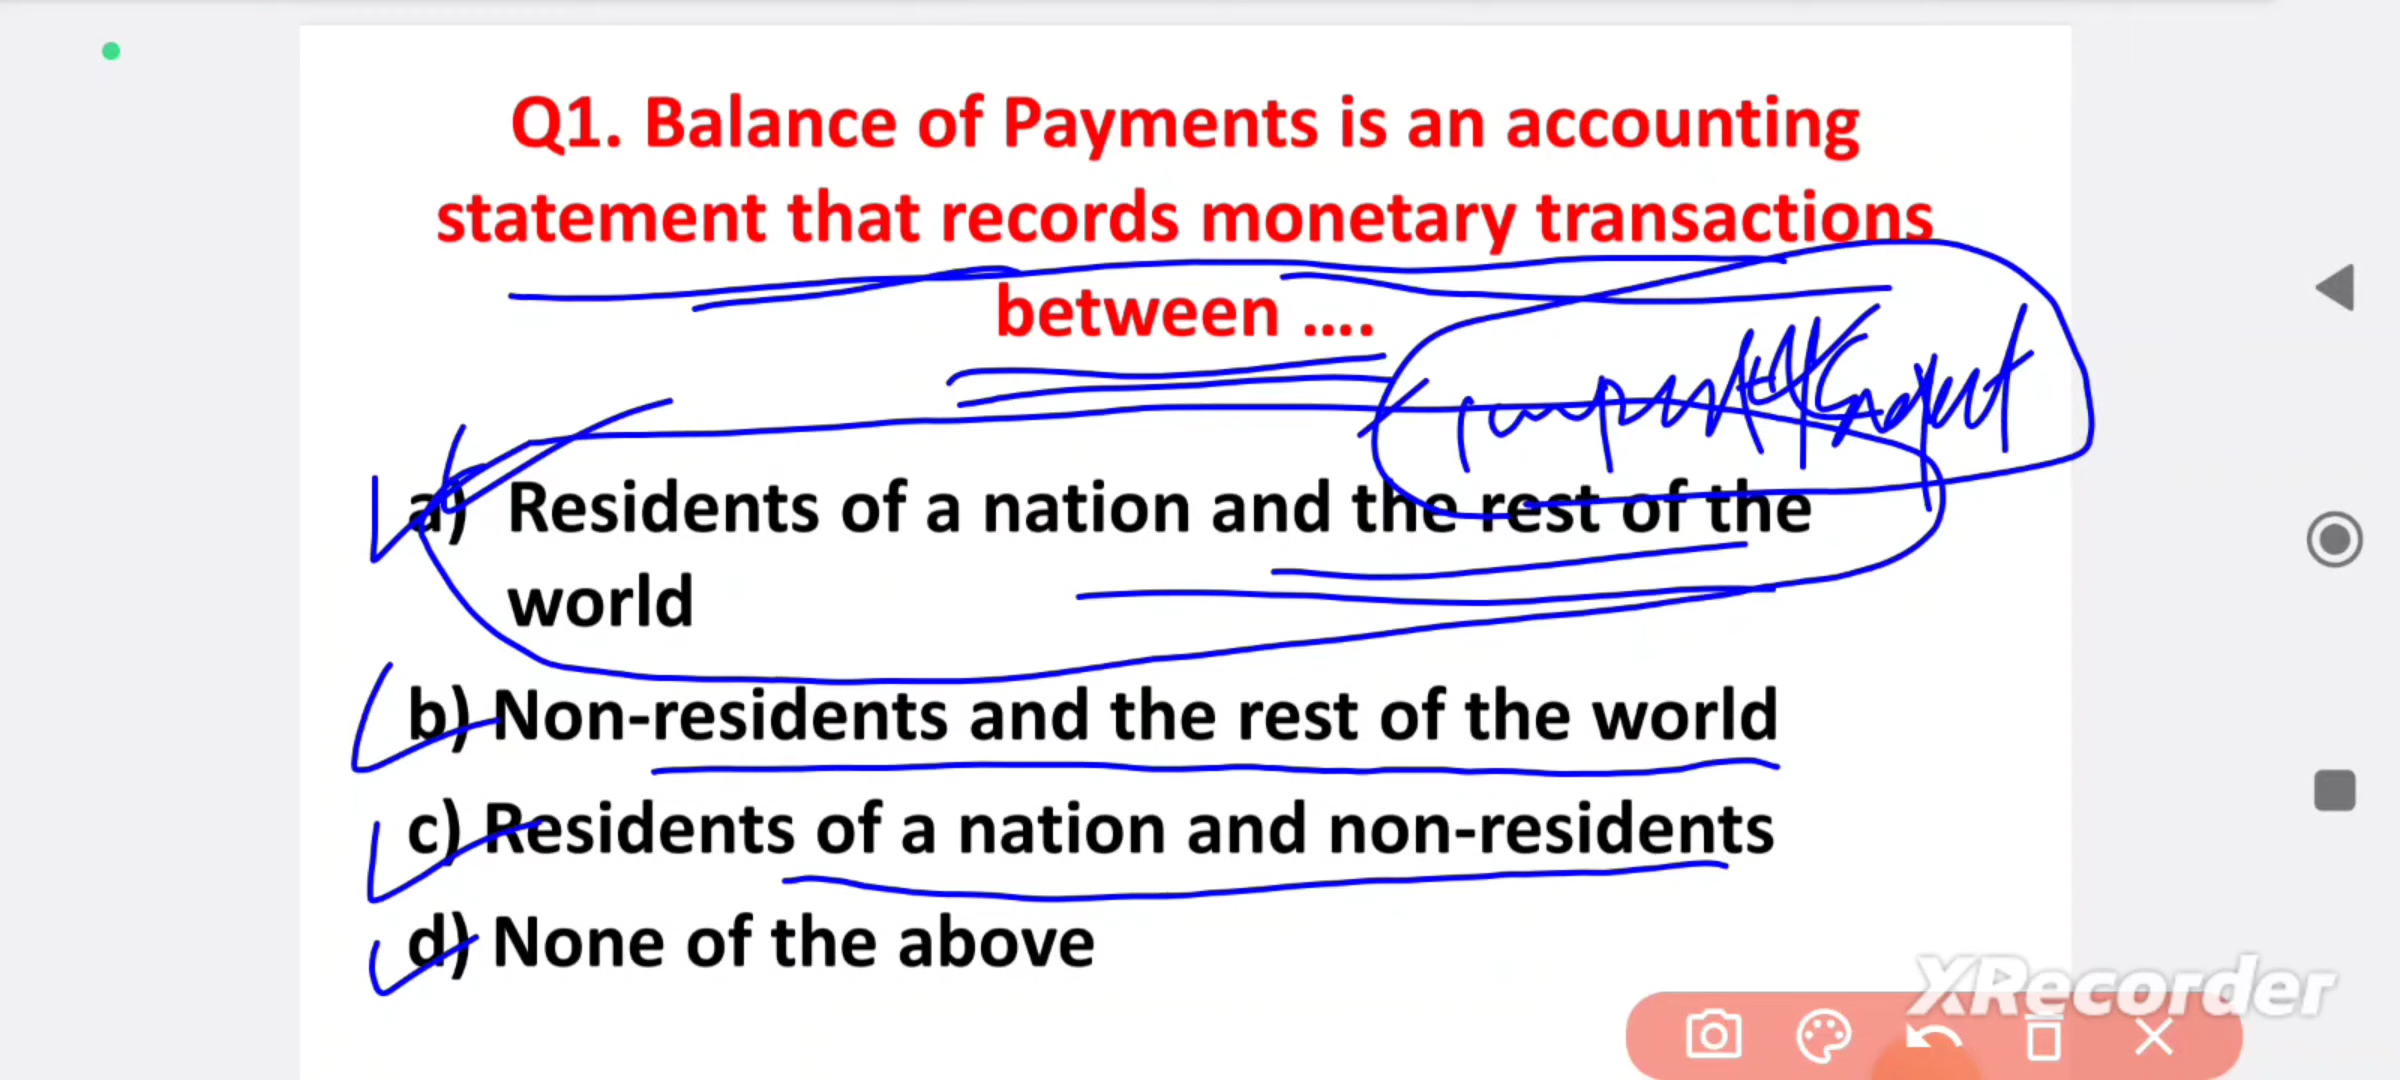 Q1. Balance of Payments is an accounting
statement that records monetary transactions
between ....
a) Residents of a nation and the rest of the
world
b) Non-residents and the rest of the world
c) Residents of a nation and non-residents
d) None of the above
XRecorder